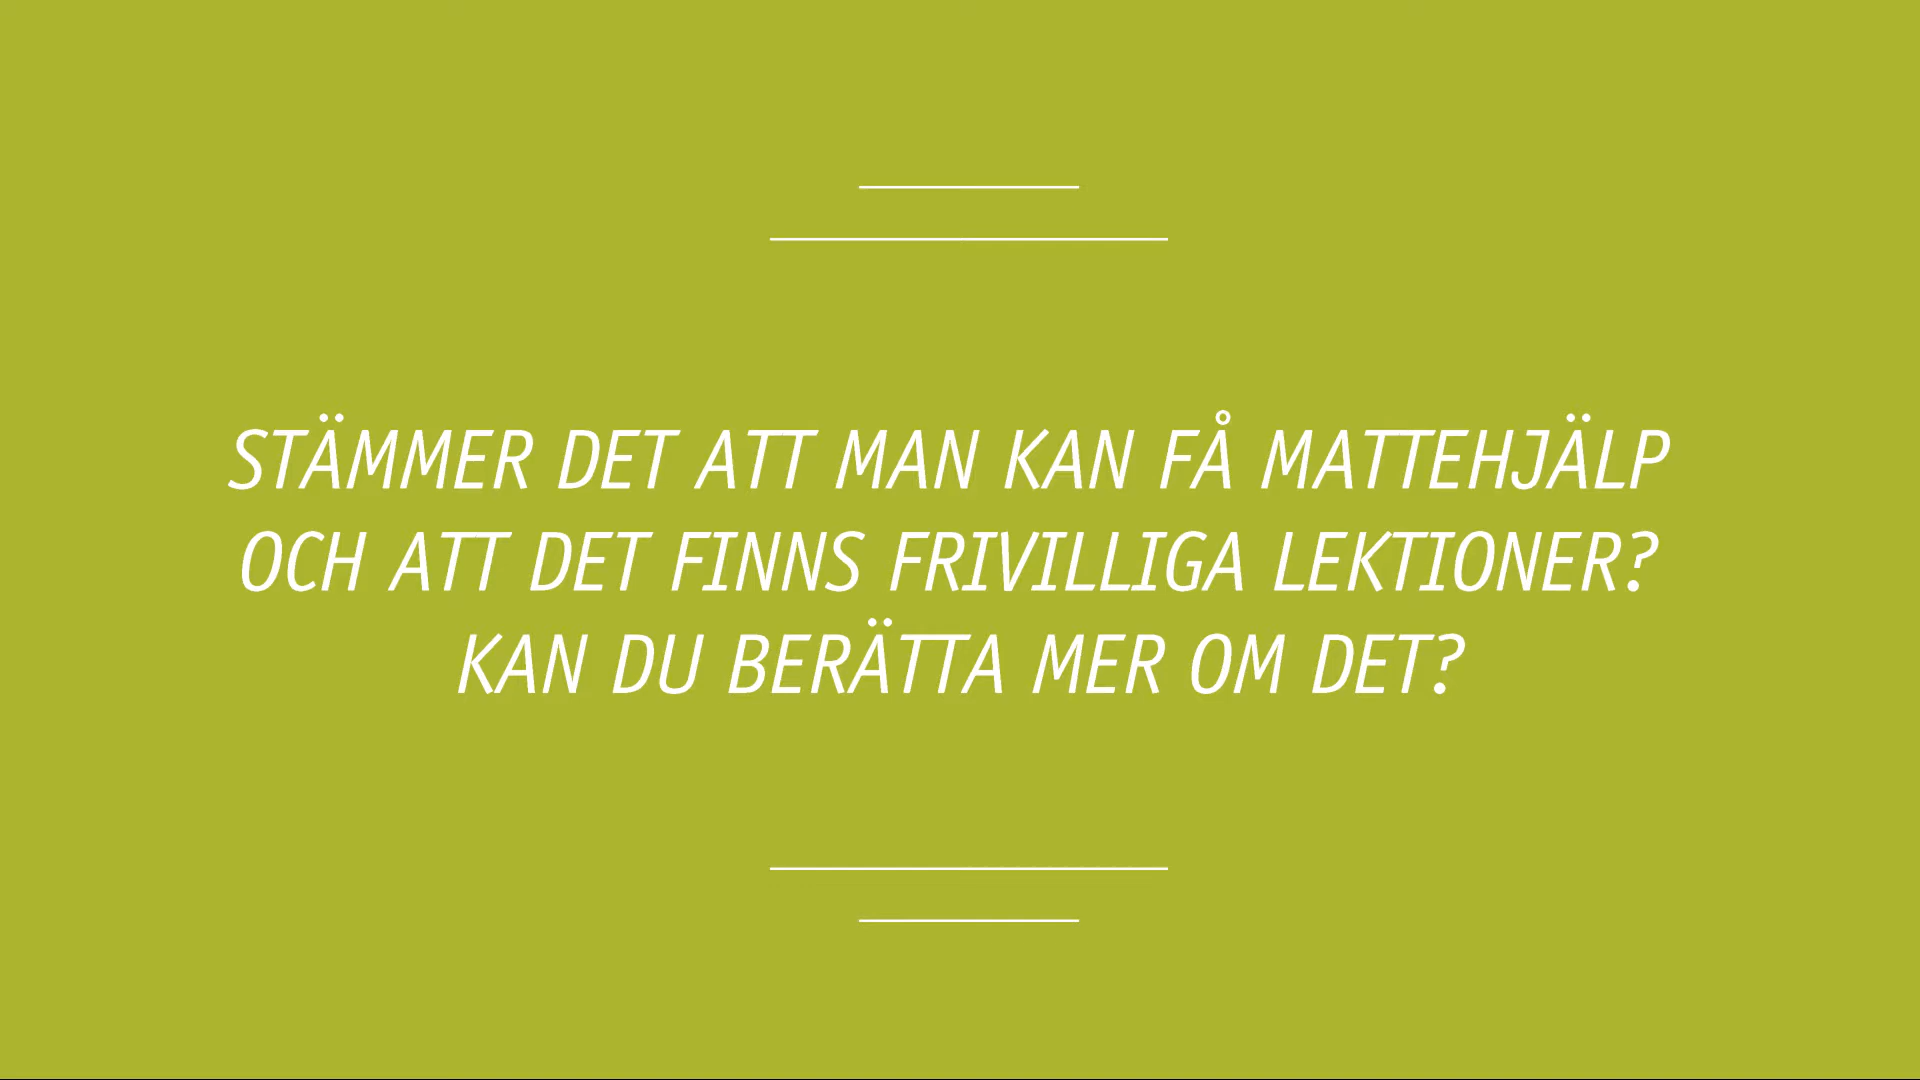 STÄMMER DET ATT MAN KAN FÅ MATTEHJÄLP
OCH ATT DET FINNS FRIVILLIGA LEKTIONER?
KAN DU BERÄTTA MER OM DET?